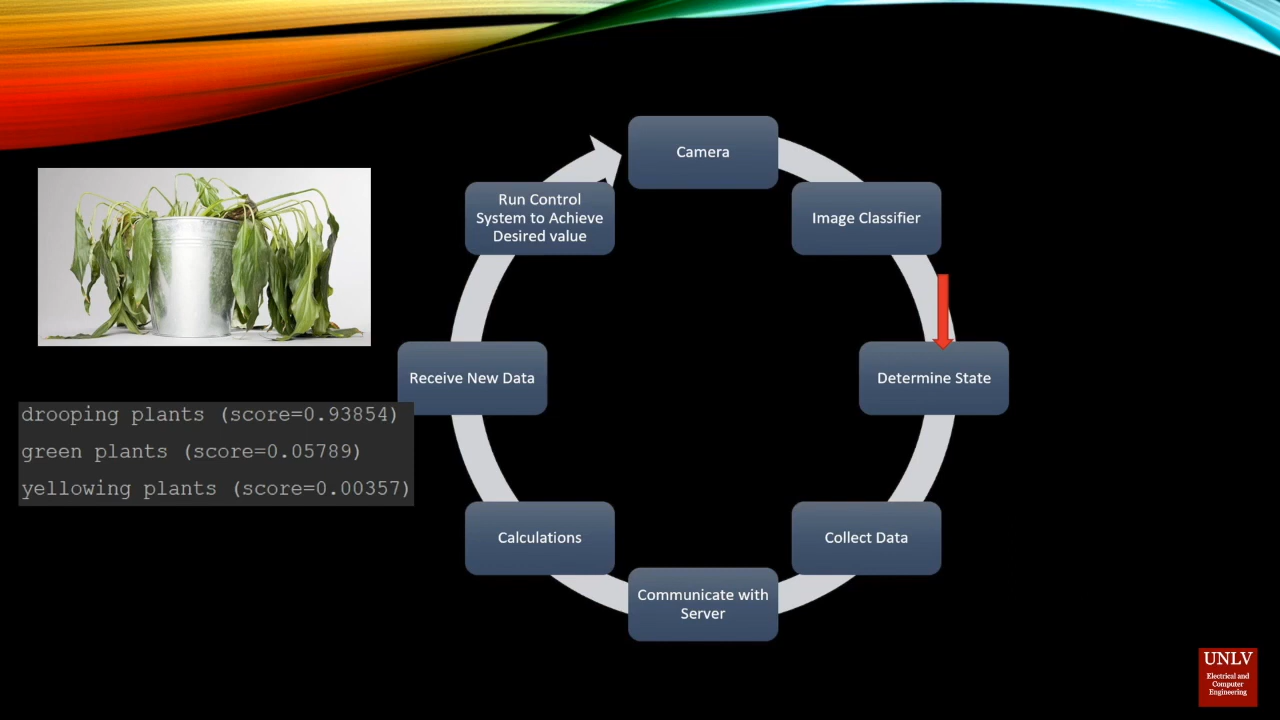 Camera
Image Classifier
Determine State
Collect Data
Communicate with
Server
Calculations
Receive New Data
Run Control
System to Achieve
Desired value
drooping plants (score=0.93854)
green plants (score=0.05789)
yellowing plants (score=0.00357)
UNLV
Electrical and
Computer
Engineering